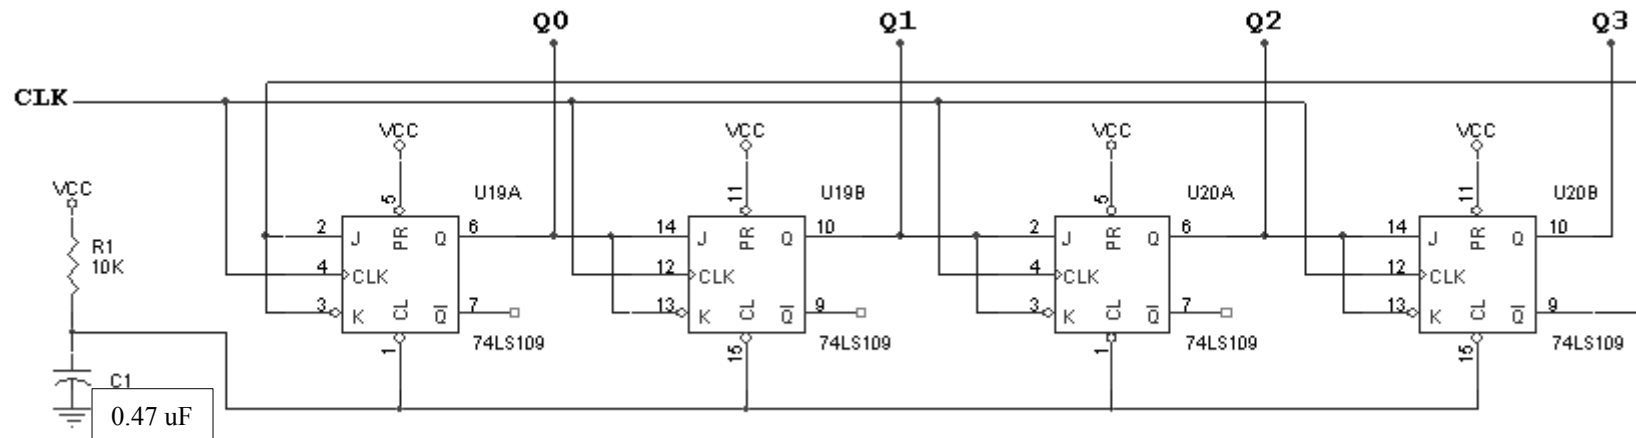 Q0 Q1 Q2 Q3
CLK
VCC VCC VCC VCC
VCC
U19A U19B U20A U20B
5 11 5 11
R1
10K
2 J PR Q 6 14 J PR Q 10 2 J PR Q 6 14 J PR Q 10
4 CLK 12 CLK 4 CLK 12 CLK
3 K CL Q̅ 7 13 K CL Q̅ 9 3 K CL Q̅ 7 13 K CL Q̅ 9
74LS109 74LS109 74LS109 74LS109
1 15 1 15
C1
0.47 uF